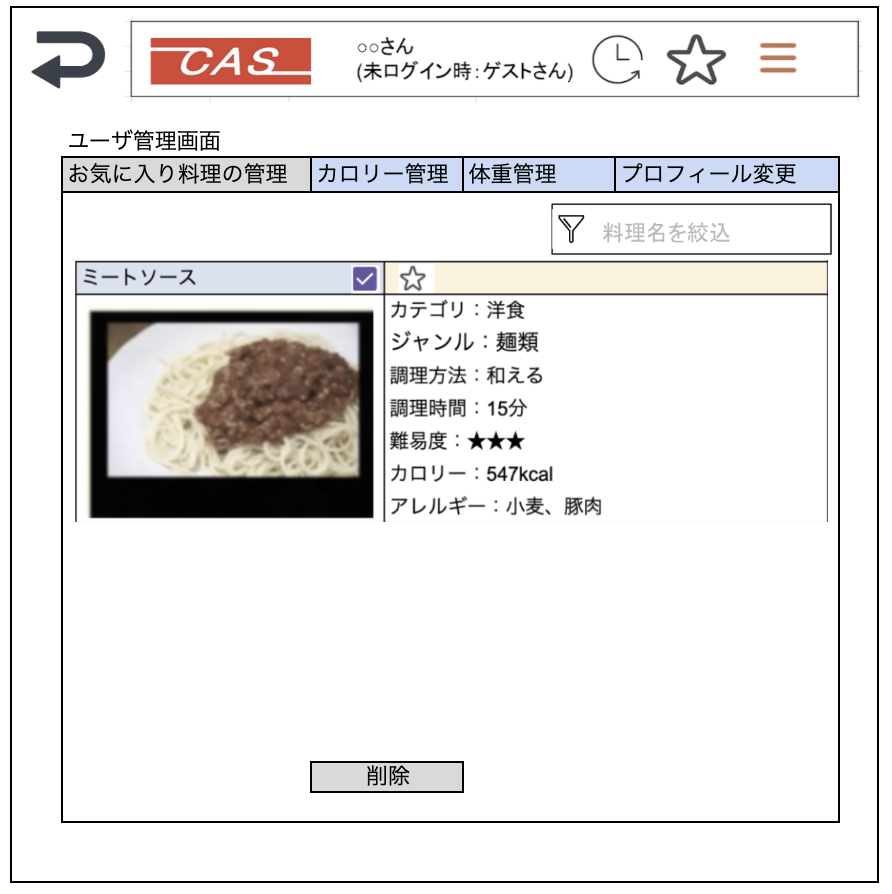 CAS
○○さん
(未ログイン時:ゲストさん)
ユーザ管理画面
お気に入り料理の管理
カロリー管理
体重管理
プロフィール変更
料理名を絞込
ミートソース
カテゴリ：洋食
ジャンル：麺類
調理方法：和える
調理時間：15分
難易度：★★★
カロリー：547kcal
アレルギー：小麦、豚肉
削除